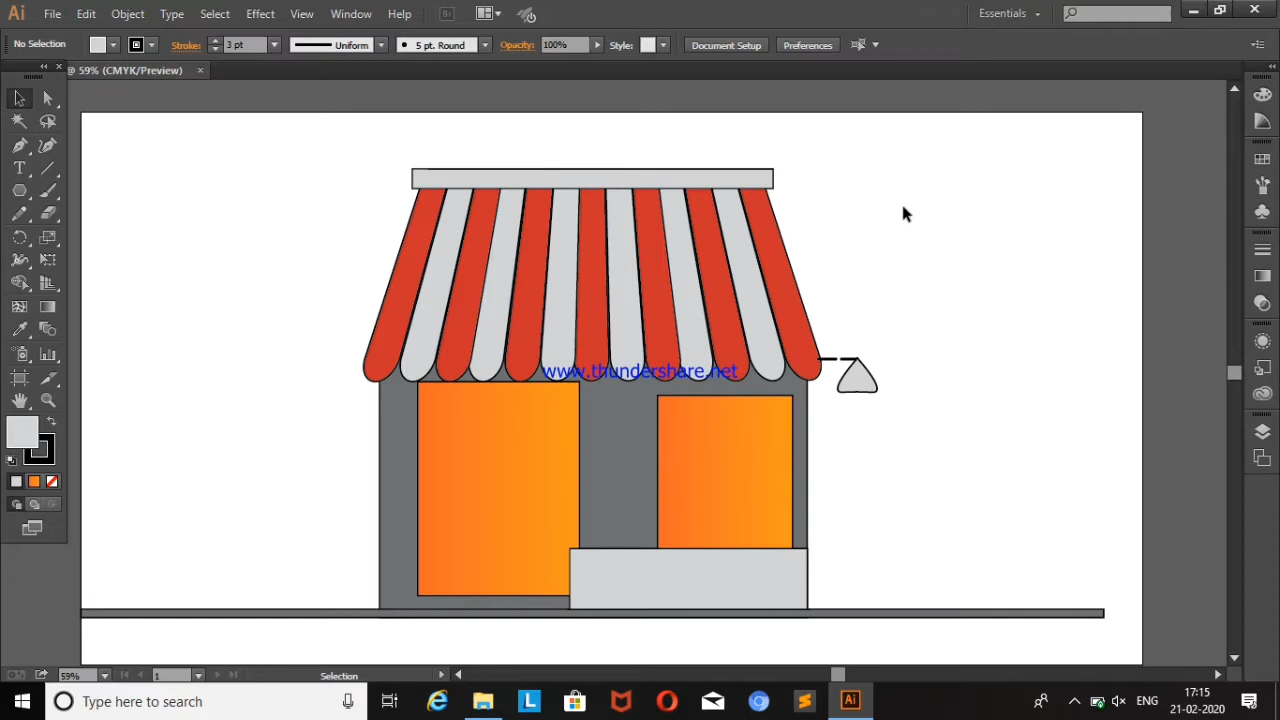 Ai File Edit Object Type Select Effect View Window Help Br Essentials
No Selection Stroke: 3 pt Uniform 5 pt. Round Opacity: 100% Style: Document Setup Preferences
@ 59% (CMYK/Preview) ×
T
www.thundershare.net
59% 1 Selection
Type here to search L Ai ENG 17:15
21-02-2020